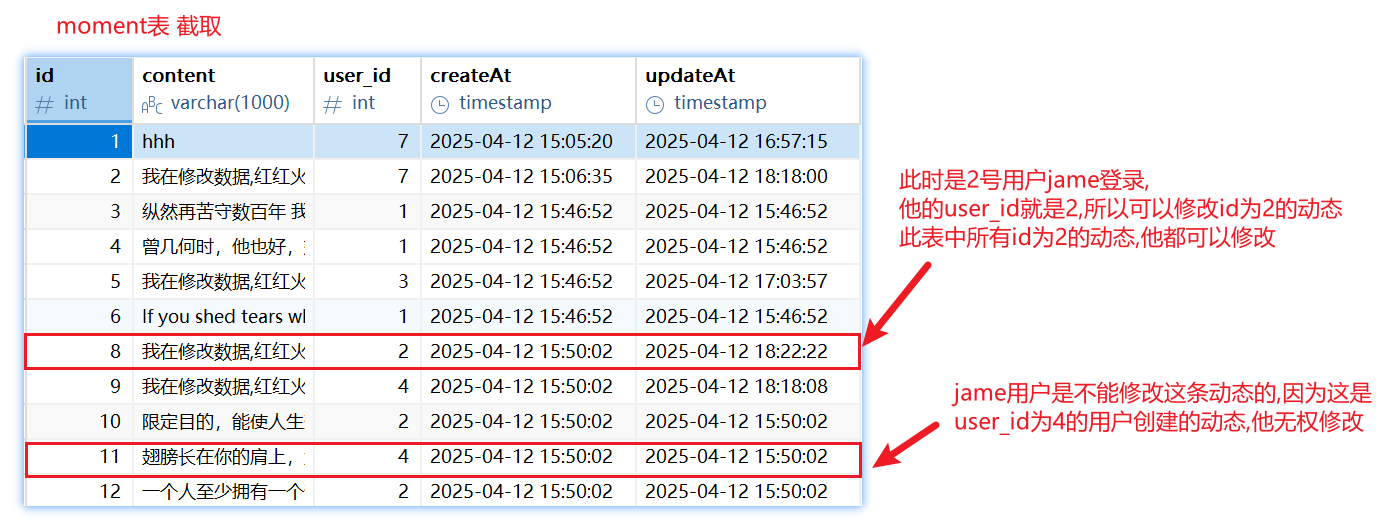 moment表 截取
id content user_id createAt updateAt
# int ABC varchar(1000) # int timestamp timestamp
1 hhh 7 2025-04-12 15:05:20 2025-04-12 16:57:15
2 我在修改数据,红红火 7 2025-04-12 15:06:35 2025-04-12 18:18:00
3 纵然再苦守数百年 我 1 2025-04-12 15:46:52 2025-04-12 15:46:52
4 曾几何时，他也好， 1 2025-04-12 15:46:52 2025-04-12 15:46:52
5 我在修改数据,红红火 3 2025-04-12 15:46:52 2025-04-12 17:03:57
6 If you shed tears wl 1 2025-04-12 15:46:52 2025-04-12 15:46:52
8 我在修改数据,红红火 2 2025-04-12 15:50:02 2025-04-12 18:22:22
9 我在修改数据,红红火 4 2025-04-12 15:50:02 2025-04-12 18:18:08
10 限定目的，能使人生 2 2025-04-12 15:50:02 2025-04-12 15:50:02
11 翅膀长在你的肩上， 4 2025-04-12 15:50:02 2025-04-12 15:50:02
12 一个人至少拥有一个 2 2025-04-12 15:50:02 2025-04-12 15:50:02
此时是2号用户jame登录,
他的user_id就是2,所以可以修改id为2的动态
此表中所有id为2的动态,他都可以修改
jame用户是不能修改这条动态的,因为这是
user_id为4的用户创建的动态,他无权修改